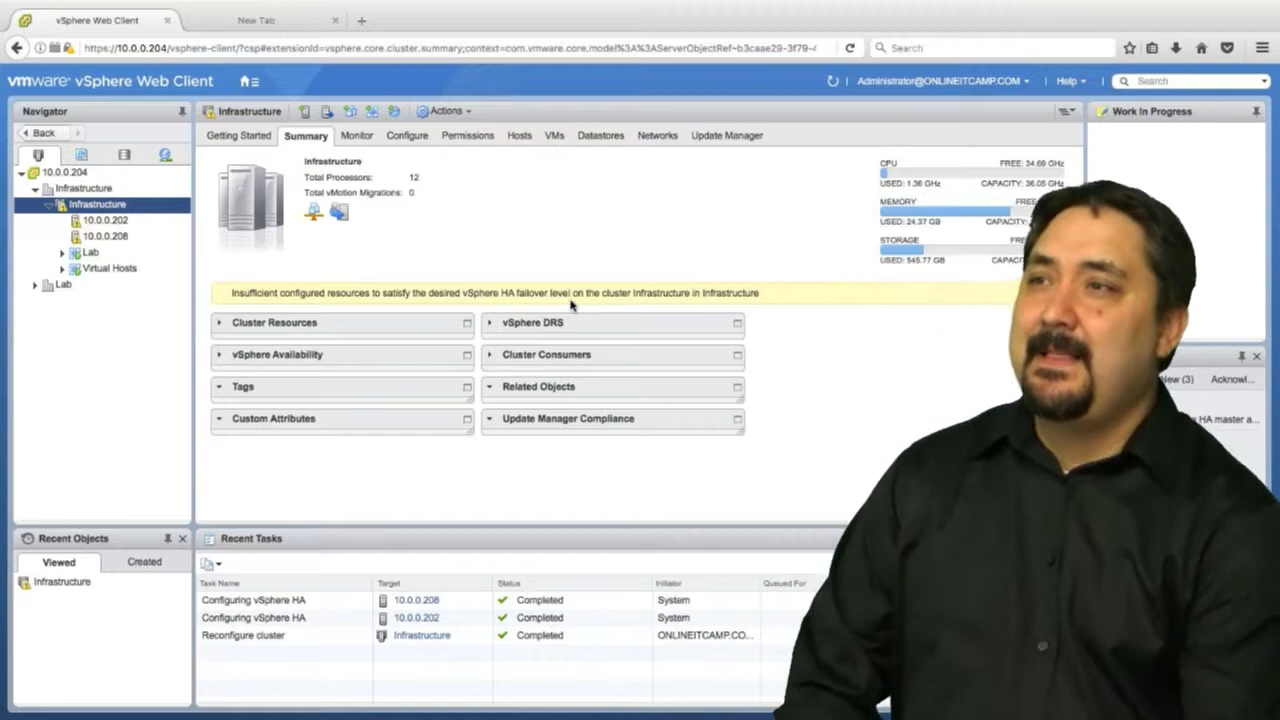 vSphere Web Client
New Tab
https://10.0.0.204/vsphere-client/?csp#extensionId=vsphere.core.cluster.summary;context=com.vmware.core.model%3A%3AServerObjectRef~b3caae29-3f79-4
Search
vmware® vSphere Web Client
Administrator@ONLINEITCAMP.COM
Help
Search
Navigator
Back
10.0.0.204
Infrastructure
Infrastructure
10.0.0.202
10.0.0.208
Lab
Virtual Hosts
Lab
Infrastructure
Actions
Getting Started
Summary
Monitor
Configure
Permissions
Hosts
VMs
Datastores
Networks
Update Manager
Infrastructure
Total Processors: 12
Total vMotion Migrations: 0
CPU FREE: 34.69 GHz
USED: 1.36 GHz CAPACITY: 36.05 GHz
MEMORY FREE:
USED: 24.37 GB CAPACITY:
STORAGE
USED: 545.77 GB
Insufficient configured resources to satisfy the desired vSphere HA failover level on the cluster Infrastructure in Infrastructure
Cluster Resources
vSphere DRS
vSphere Availability
Cluster Consumers
Tags
Related Objects
Custom Attributes
Update Manager Compliance
Work In Progress
New (3) Acknowl...
HA master a...
Recent Objects
Viewed
Created
Infrastructure
Recent Tasks
Task Name Target Status Initiator Queued For
Configuring vSphere HA 10.0.0.208 Completed System
Configuring vSphere HA 10.0.0.202 Completed System
Reconfigure cluster Infrastructure Completed ONLINEITCAMP.CO...